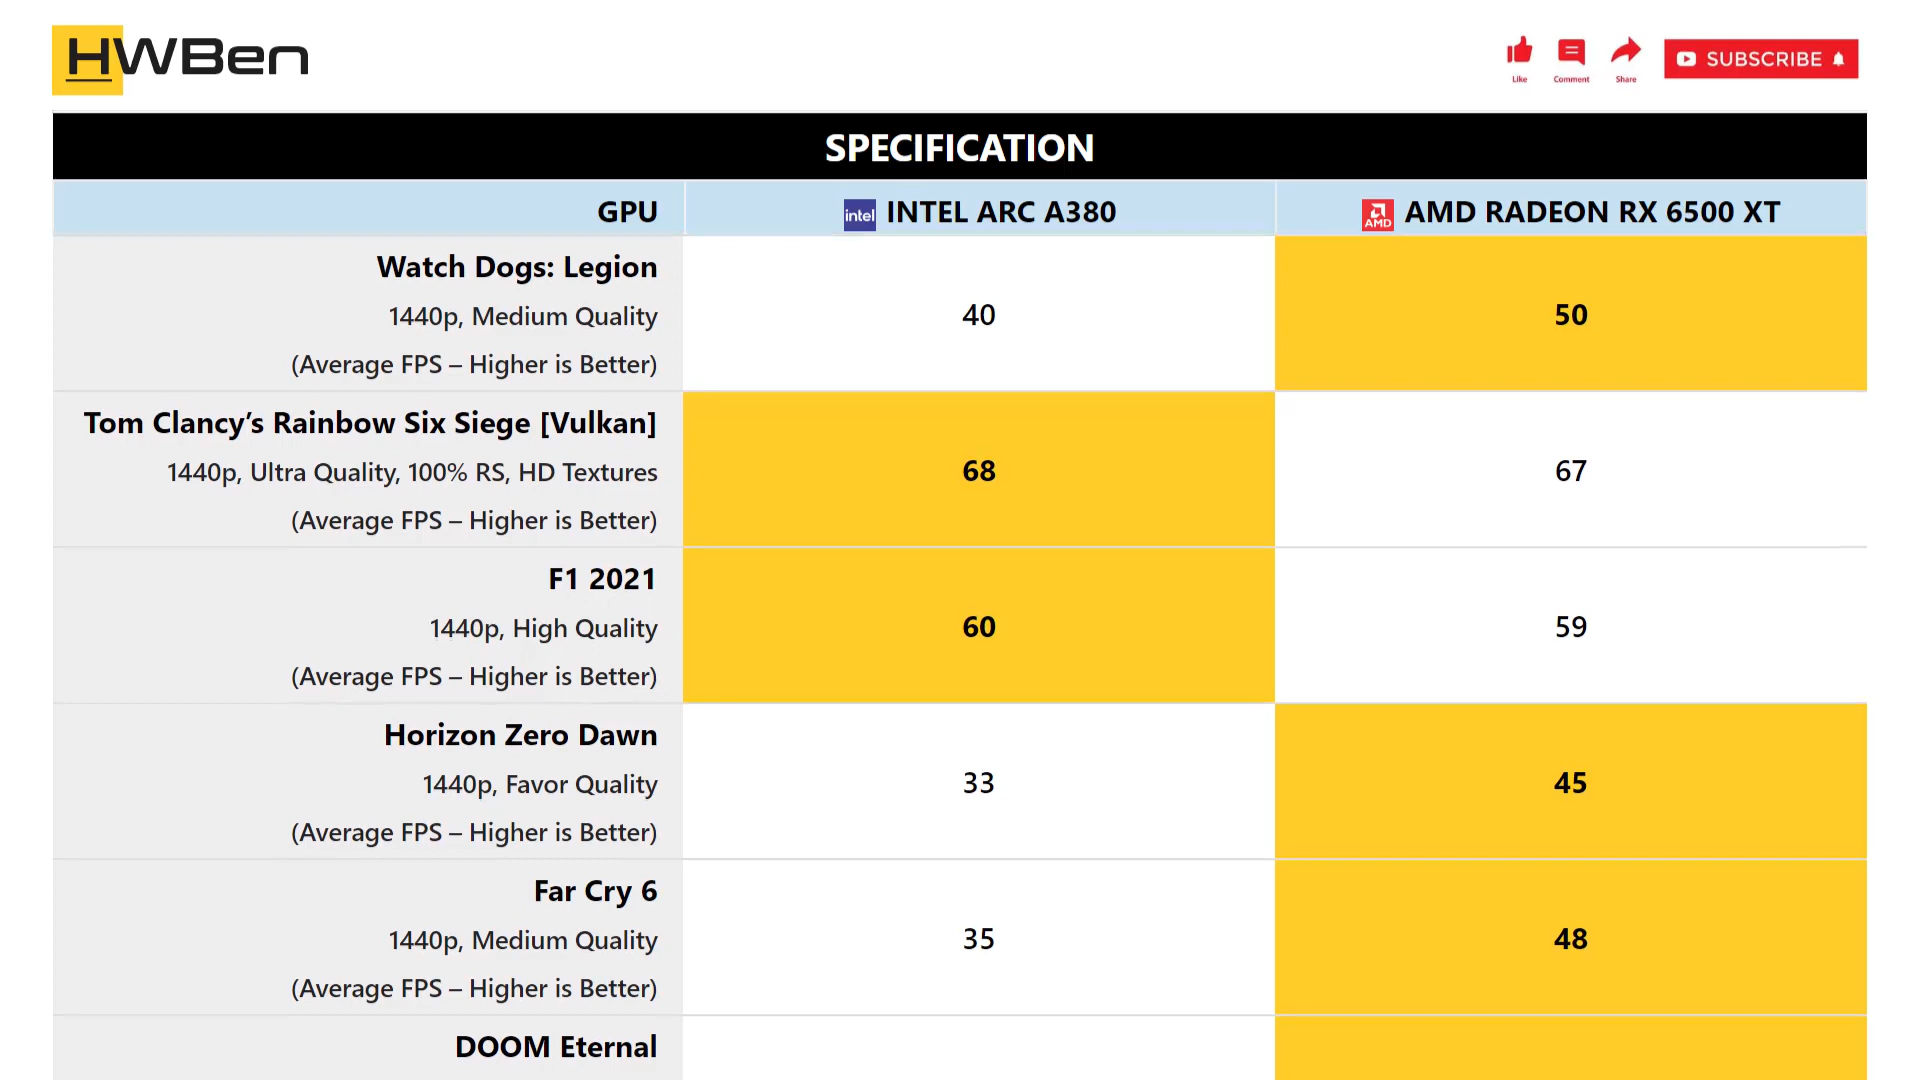 HWBen
Like
Comment
Share
SUBSCRIBE
SPECIFICATION
GPU
intel INTEL ARC A380
AMD AMD RADEON RX 6500 XT
Watch Dogs: Legion
1440p, Medium Quality
(Average FPS – Higher is Better)
40
50
Tom Clancy’s Rainbow Six Siege [Vulkan]
1440p, Ultra Quality, 100% RS, HD Textures
(Average FPS – Higher is Better)
68
67
F1 2021
1440p, High Quality
(Average FPS – Higher is Better)
60
59
Horizon Zero Dawn
1440p, Favor Quality
(Average FPS – Higher is Better)
33
45
Far Cry 6
1440p, Medium Quality
(Average FPS – Higher is Better)
35
48
DOOM Eternal